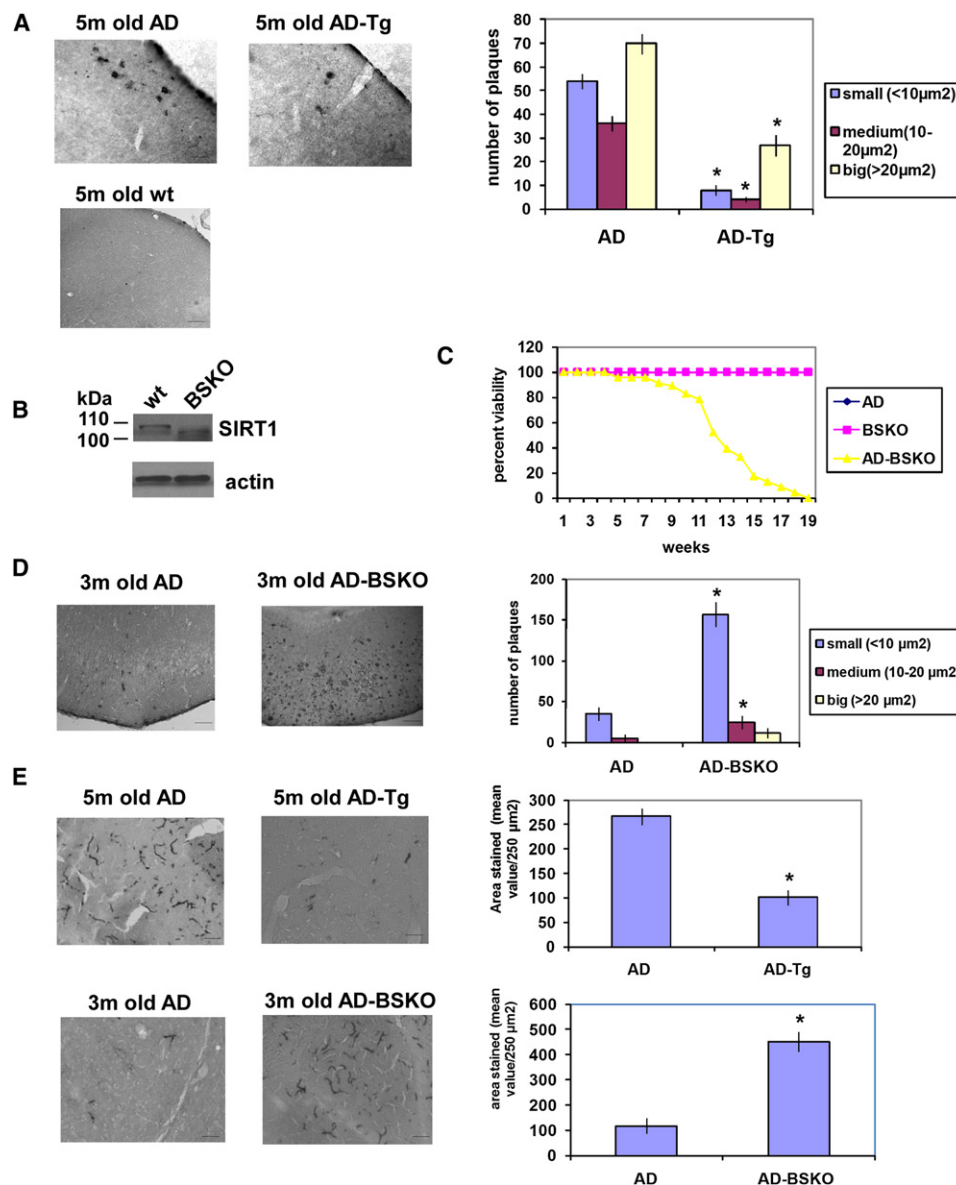 A
5m old AD
5m old AD-Tg
5m old wt
number of plaques
80
70
60
50
40
30
20
10
0
*
*
*
AD
AD-Tg
small (<10µm2)
medium(10-
20µm2)
big(>20µm2)
B
kDa
wt
BSKO
110
100
SIRT1
actin
C
percent viability
120
100
80
60
40
20
0
1 3 5 7 9 11 13 15 17 19
weeks
AD
BSKO
AD-BSKO
D
3m old AD
3m old AD-BSKO
number of plaques
200
150
100
50
0
*
*
AD
AD-BSKO
small (<10 µm2)
medium (10-20 µm2
big (>20 µm2)
E
5m old AD
5m old AD-Tg
Area stained (mean
value/250 µm2)
300
250
200
150
100
50
0
*
AD
AD-Tg
3m old AD
3m old AD-BSKO
area stained (mean
value/250 µm2)
600
500
400
300
200
100
0
*
AD
AD-BSKO